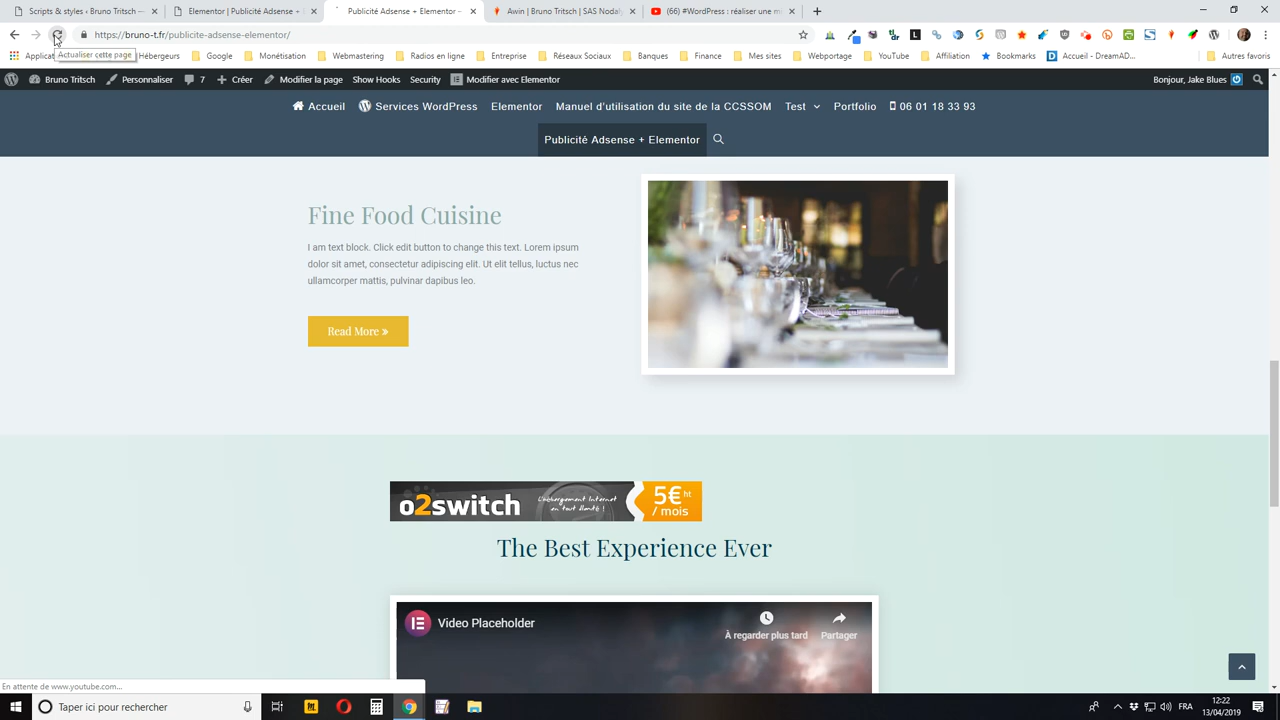 Scripts & styles ‹ Bruno Tritsch —
Elementor | Publicité Adsense +
Publicité Adsense + Elementor –
Awin | Bruno Tritsch | SAS Nodaly
(66) #WordPress : réaliser une m
https://bruno-t.fr/publicite-adsense-elementor/
Actualiser cette page
Hébergeurs
Google
Monétisation
Webmastering
Radios en ligne
Entreprise
Réseaux Sociaux
Banques
Finance
Mes sites
Webportage
YouTube
Affiliation
Bookmarks
Accueil - DreamAD...
Autres favoris
Bruno Tritsch
Personnaliser
7
Créer
Modifier la page
Show Hooks
Security
Modifier avec Elementor
Bonjour, Jake Blues
Accueil
Services WordPress
Elementor
Manuel d'utilisation du site de la CCSSOM
Test
Portfolio
06 01 18 33 93
Publicité Adsense + Elementor
Fine Food Cuisine
I am text block. Click edit button to change this text. Lorem ipsum
dolor sit amet, consectetur adipiscing elit. Ut elit tellus, luctus nec
ullamcorper mattis, pulvinar dapibus leo.
Read More »
o2switch
L'hébergement Internet
en tout illimité !
5€ ht
/ mois
The Best Experience Ever
Video Placeholder
À regarder plus tard
Partager
En attente de www.youtube.com...
Taper ici pour rechercher
FRA
12:22
13/04/2019